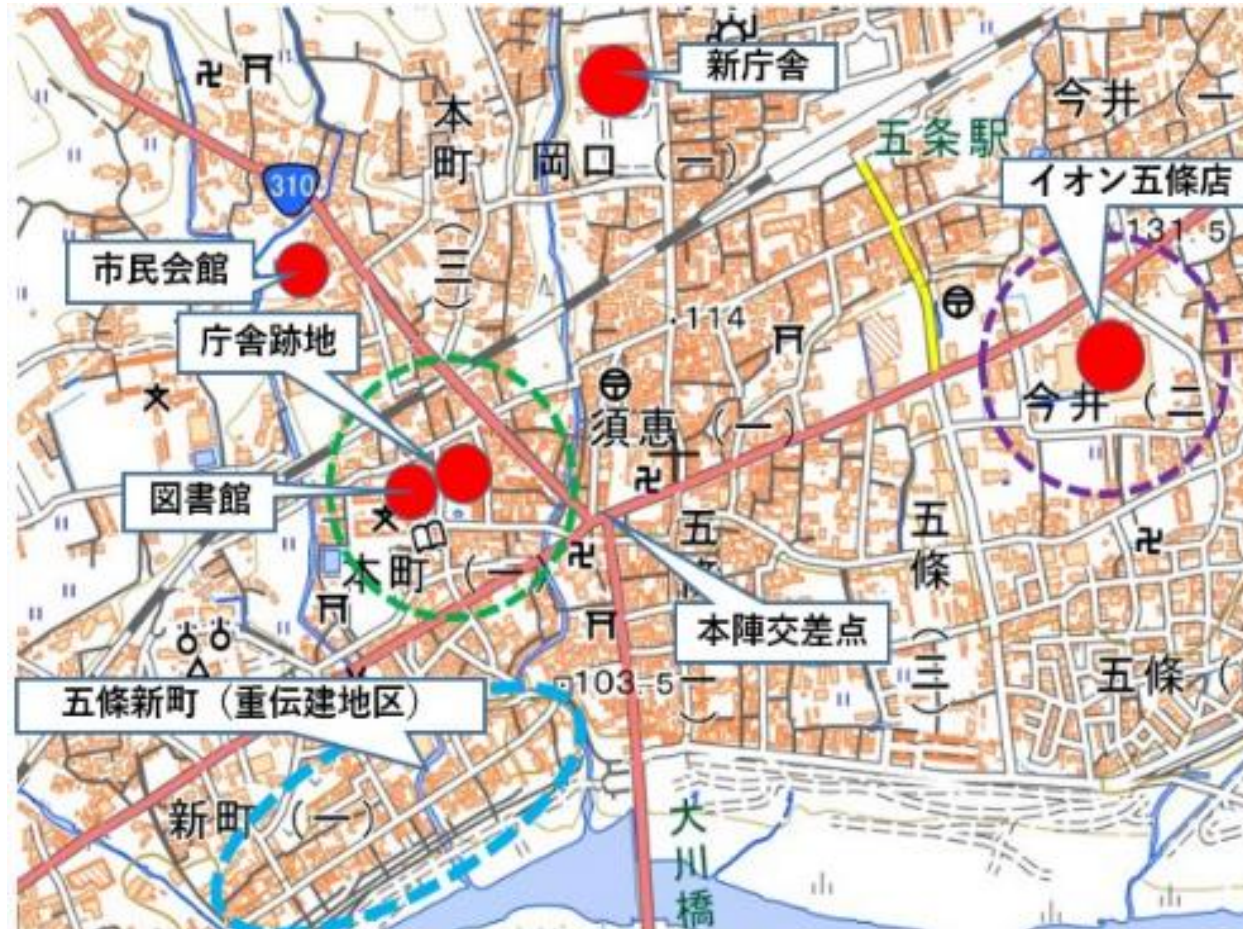 新庁舎
本町（三）
岡口（一）
五条駅
今井（一
イオン五條店
310
131.5
市民会館
庁舎跡地
114
須恵（一）
今井（二）
図書館
本町（一）
五條（三）
本陣交差点
103.5
五條（
五條新町（重伝建地区）
新町（一）
大川橋